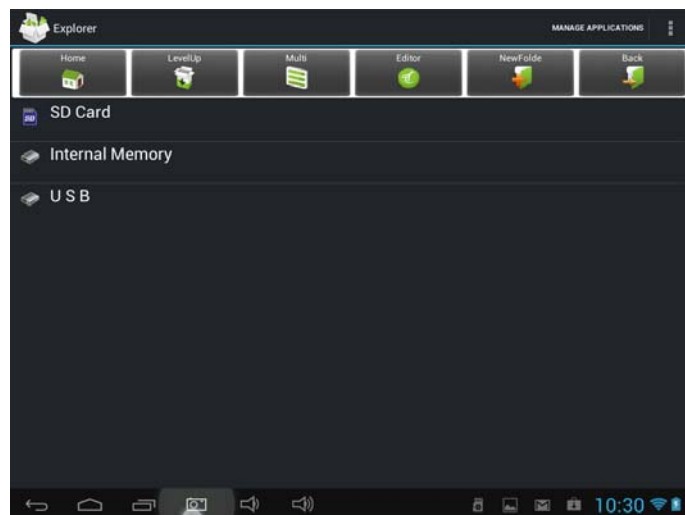 Explorer
MANAGE APPLICATIONS
Home LevelUp Multi Editor NewFolde Back
SD Card
Internal Memory
U S B
10:30